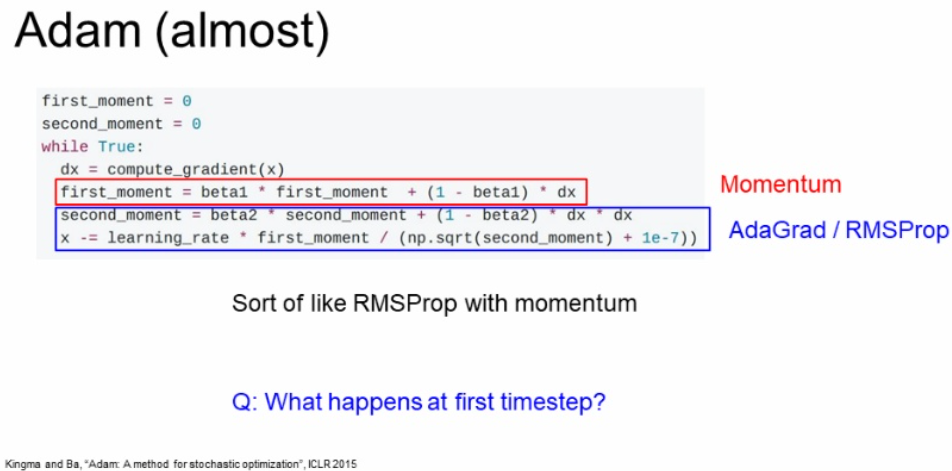 Adam (almost)
first_moment = 0
second_moment = 0
while True:
dx = compute_gradient(x)
first_moment = beta1 * first_moment + (1 - beta1) * dx
Momentum
second_moment = beta2 * second_moment + (1 - beta2) * dx * dx
x -= learning_rate * first_moment / (np.sqrt(second_moment) + 1e-7))
AdaGrad / RMSProp
Sort of like RMSProp with momentum
Q: What happens at first timestep?
Kingma and Ba, "Adam: A method for stochastic optimization", ICLR 2015